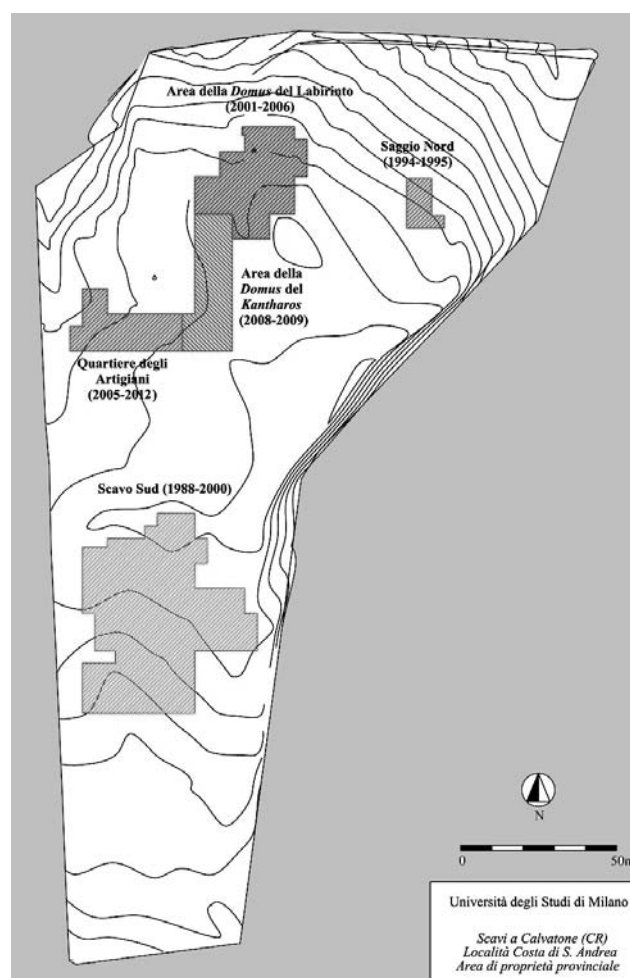 Area della Domus del Labirinto
(2001-2006)
Saggio Nord
(1994-1995)
Area della
Domus del
Kantharos
(2008-2009)
Quartiere degli
Artigiani
(2005-2012)
Scavo Sud (1988-2000)
N
0 50m
Università degli Studi di Milano
Scavi a Calvatone (CR)
Località Costa di S. Andrea
Area di proprietà provinciale